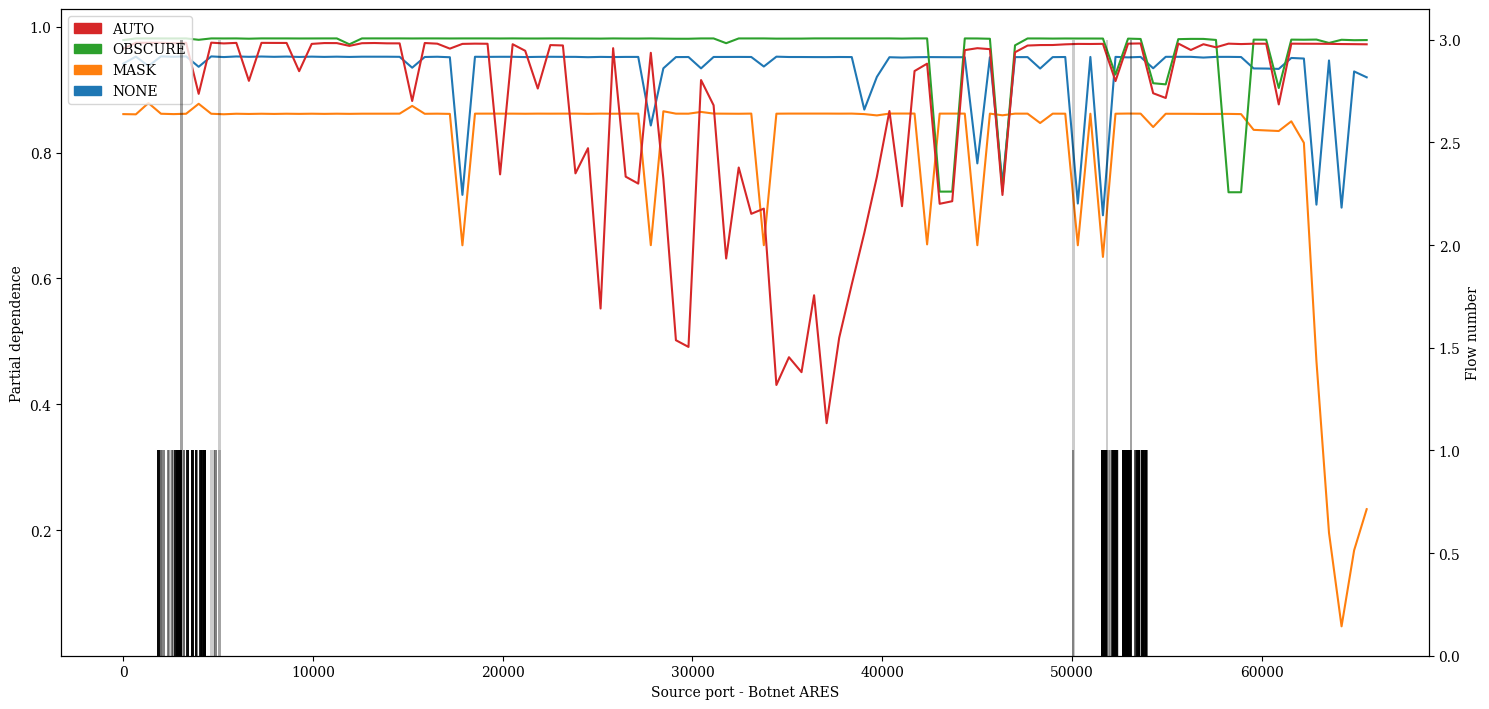 AUTO
OBSCURE
MASK
NONE
1.0
0.8
0.6
0.4
0.2
Partial dependence
3.0
2.5
2.0
1.5
1.0
0.5
0.0
Flow number
0 10000 20000 30000 40000 50000 60000
Source port - Botnet ARES